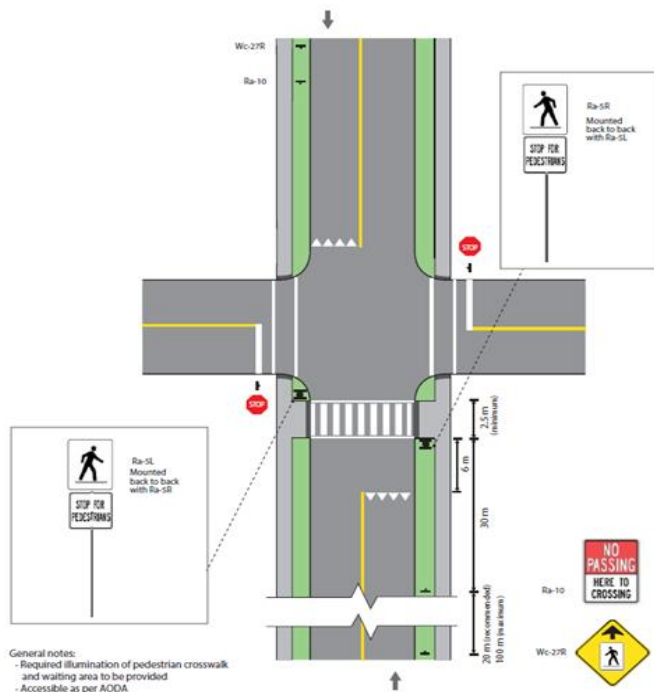 Wc-27R
Ra-10
Ra-5R
Mounted
back to back
with Ra-5L
STOP FOR
PEDESTRIANS
STOP
STOP
2.5 m
(minimum)
6 m
30 m
20 m (recommended)
100 m (maximum)
Ra-5L
Mounted
back to back
with Ra-5R
STOP FOR
PEDESTRIANS
Ra-10
NO
PASSING
HERE TO
CROSSING
Wc-27R
General notes:
- Required illumination of pedestrian crosswalk
and waiting area to be provided
- Accessible as per AODA